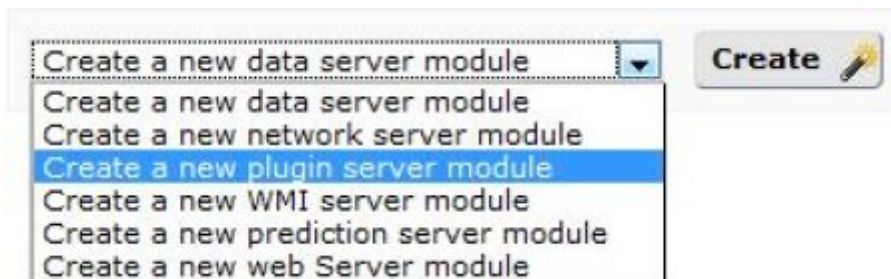 Create a new data server module
Create
Create a new data server module
Create a new network server module
Create a new plugin server module
Create a new WMI server module
Create a new prediction server module
Create a new web Server module